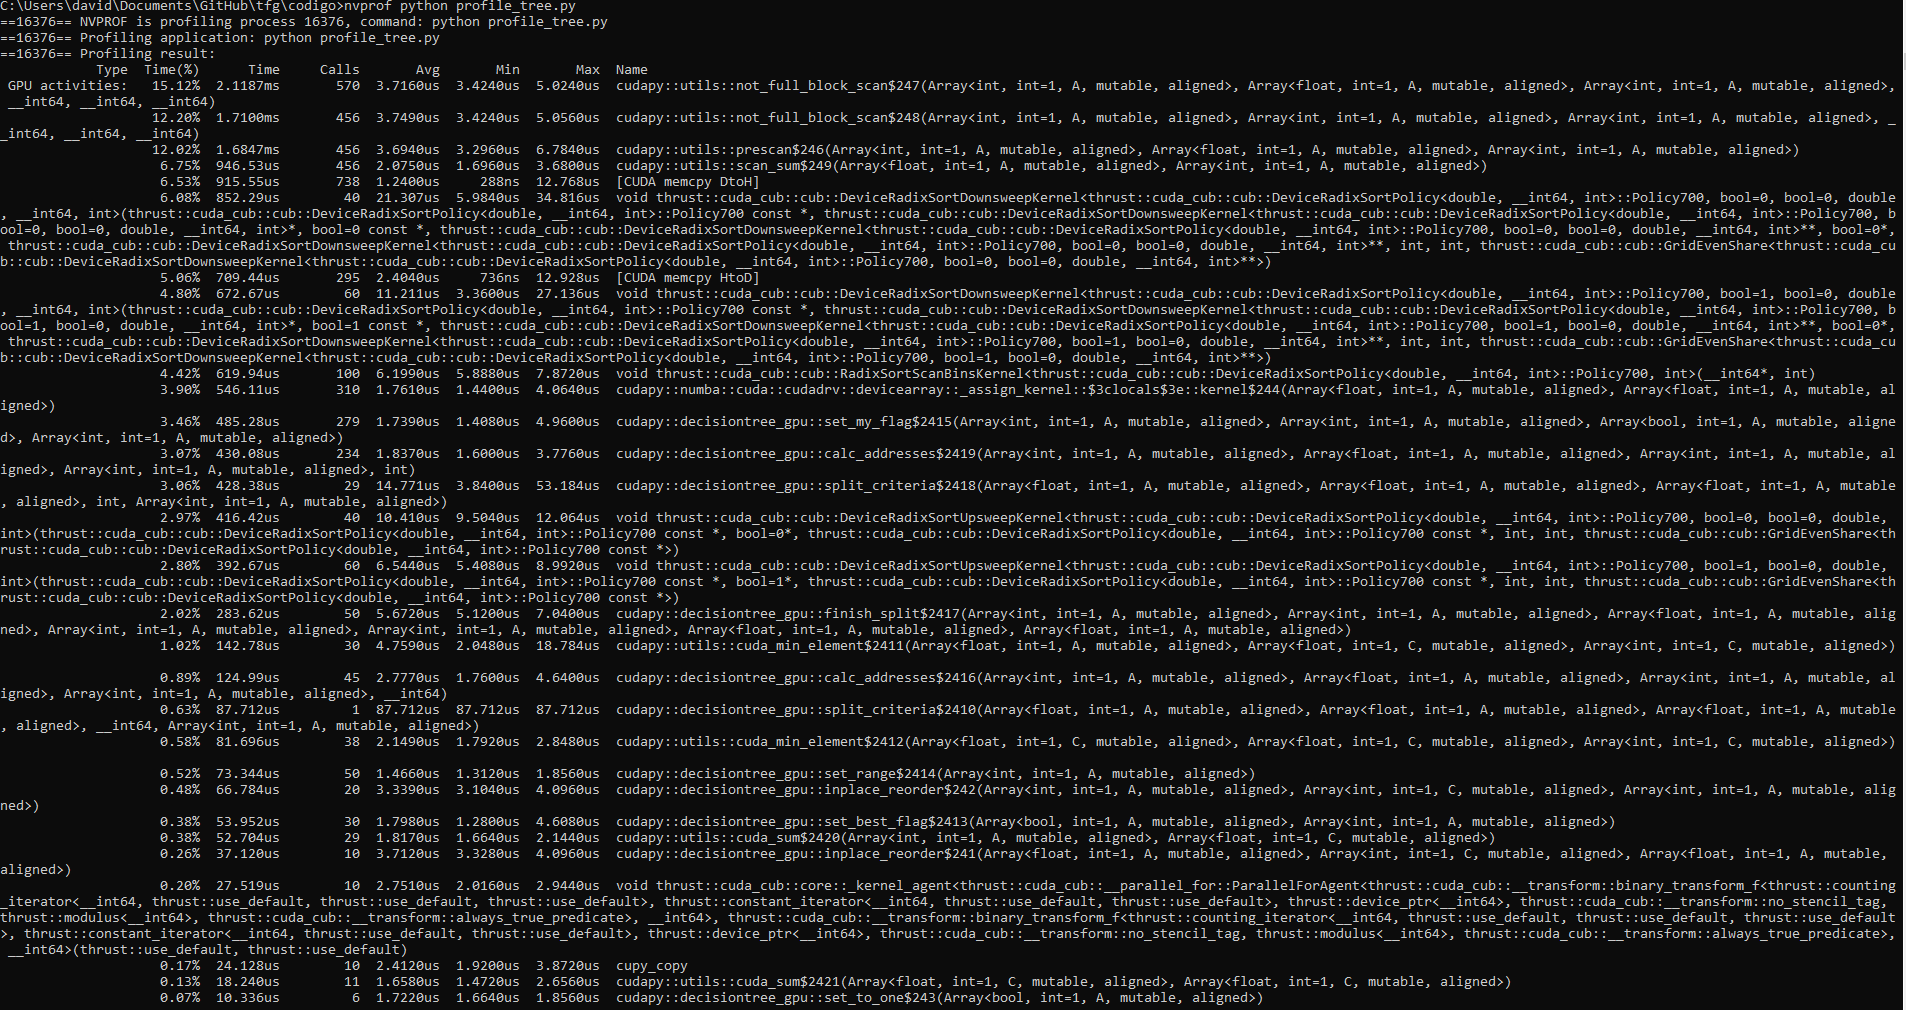 C:\Users\david\Documents\GitHub\tfg\codigo>nvprof python profile_tree.py
==16376== NVPROF is profiling process 16376, command: python profile_tree.py
==16376== Profiling application: python profile_tree.py
==16376== Profiling result:
            Type  Time(%)      Time     Calls       Avg       Min       Max  Name
 GPU activities:   15.12%  2.1187ms       570  3.7160us  3.4240us  5.0240us  cudapy::utils::not_full_block_scan$247(Array<int, int=1, A, mutable, aligned>, Array<float, int=1, A, mutable, aligned>, Array<int, int=1, A, mutable, aligned>,
 __int64, __int64, __int64)
                   12.20%  1.7100ms       456  3.7490us  3.4240us  5.0560us  cudapy::utils::not_full_block_scan$248(Array<int, int=1, A, mutable, aligned>, Array<int, int=1, A, mutable, aligned>, Array<int, int=1, A, mutable, aligned>, _
_int64, __int64, __int64)
                   12.02%  1.6847ms       456  3.6940us  3.2960us  6.7840us  cudapy::utils::prescan$246(Array<int, int=1, A, mutable, aligned>, Array<float, int=1, A, mutable, aligned>, Array<int, int=1, A, mutable, aligned>)
                    6.75%  946.53us       456  2.0750us  1.6960us  3.6800us  cudapy::utils::scan_sum$249(Array<float, int=1, A, mutable, aligned>, Array<int, int=1, A, mutable, aligned>)
                    6.53%  915.55us       738  1.2400us     288ns  12.768us  [CUDA memcpy DtoH]
                    6.08%  852.29us        40  21.307us  5.9840us  34.816us  void thrust::cuda_cub::cub::DeviceRadixSortDownsweepKernel<thrust::cuda_cub::cub::DeviceRadixSortPolicy<double, __int64, int>::Policy700, bool=0, bool=0, double
, __int64, int>(thrust::cuda_cub::cub::DeviceRadixSortPolicy<double, __int64, int>::Policy700 const *, thrust::cuda_cub::cub::DeviceRadixSortDownsweepKernel<thrust::cuda_cub::cub::DeviceRadixSortPolicy<double, __int64, int>::Policy700, b
ool=0, bool=0, double, __int64, int>*, bool=0 const *, thrust::cuda_cub::cub::DeviceRadixSortDownsweepKernel<thrust::cuda_cub::cub::DeviceRadixSortPolicy<double, __int64, int>::Policy700, bool=0, bool=0, double, __int64, int>**, bool=0*,
 thrust::cuda_cub::cub::DeviceRadixSortDownsweepKernel<thrust::cuda_cub::cub::DeviceRadixSortPolicy<double, __int64, int>::Policy700, bool=0, bool=0, double, __int64, int>**, int, int, thrust::cuda_cub::cub::GridEvenShare<thrust::cuda_cu
b::cub::DeviceRadixSortDownsweepKernel<thrust::cuda_cub::cub::DeviceRadixSortPolicy<double, __int64, int>::Policy700, bool=0, bool=0, double, __int64, int>**>)
                    5.06%  709.44us       295  2.4040us     736ns  12.928us  [CUDA memcpy HtoD]
                    4.80%  672.67us        60  11.211us  3.3600us  27.136us  void thrust::cuda_cub::cub::DeviceRadixSortDownsweepKernel<thrust::cuda_cub::cub::DeviceRadixSortPolicy<double, __int64, int>::Policy700, bool=1, bool=0, double
, __int64, int>(thrust::cuda_cub::cub::DeviceRadixSortPolicy<double, __int64, int>::Policy700 const *, thrust::cuda_cub::cub::DeviceRadixSortDownsweepKernel<thrust::cuda_cub::cub::DeviceRadixSortPolicy<double, __int64, int>::Policy700, b
ool=1, bool=0, double, __int64, int>*, bool=1 const *, thrust::cuda_cub::cub::DeviceRadixSortDownsweepKernel<thrust::cuda_cub::cub::DeviceRadixSortPolicy<double, __int64, int>::Policy700, bool=1, bool=0, double, __int64, int>**, bool=0*,
 thrust::cuda_cub::cub::DeviceRadixSortDownsweepKernel<thrust::cuda_cub::cub::DeviceRadixSortPolicy<double, __int64, int>::Policy700, bool=1, bool=0, double, __int64, int>**, int, int, thrust::cuda_cub::cub::GridEvenShare<thrust::cuda_cu
b::cub::DeviceRadixSortDownsweepKernel<thrust::cuda_cub::cub::DeviceRadixSortPolicy<double, __int64, int>::Policy700, bool=1, bool=0, double, __int64, int>**>)
                    4.42%  619.94us       100  6.1990us  5.8880us  7.8720us  void thrust::cuda_cub::cub::RadixSortScanBinsKernel<thrust::cuda_cub::cub::DeviceRadixSortPolicy<double, __int64, int>::Policy700, int>(__int64*, int)
                    3.90%  546.11us       310  1.7610us  1.4400us  4.0640us  cudapy::numba::cuda::cudadrv::devicearray::_assign_kernel::$3clocals$3e::kernel$244(Array<float, int=1, A, mutable, aligned>, Array<float, int=1, A, mutable, al
igned>)
                    3.46%  485.28us       279  1.7390us  1.4080us  4.9600us  cudapy::decisiontree_gpu::set_my_flag$2415(Array<int, int=1, A, mutable, aligned>, Array<int, int=1, A, mutable, aligned>, Array<bool, int=1, A, mutable, aligne
d>, Array<int, int=1, A, mutable, aligned>)
                    3.07%  430.08us       234  1.8370us  1.6000us  3.7760us  cudapy::decisiontree_gpu::calc_addresses$2419(Array<int, int=1, A, mutable, aligned>, Array<float, int=1, A, mutable, aligned>, Array<int, int=1, A, mutable, al
igned>, Array<int, int=1, A, mutable, aligned>, int)
                    3.06%  428.38us        29  14.771us  3.8400us  53.184us  cudapy::decisiontree_gpu::split_criteria$2418(Array<float, int=1, A, mutable, aligned>, Array<float, int=1, A, mutable, aligned>, Array<float, int=1, A, mutable
, aligned>, int, Array<int, int=1, A, mutable, aligned>)
                    2.97%  416.42us        40  10.410us  9.5040us  12.064us  void thrust::cuda_cub::cub::DeviceRadixSortUpsweepKernel<thrust::cuda_cub::cub::DeviceRadixSortPolicy<double, __int64, int>::Policy700, bool=0, bool=0, double,
int>(thrust::cuda_cub::cub::DeviceRadixSortPolicy<double, __int64, int>::Policy700 const *, bool=0*, thrust::cuda_cub::cub::DeviceRadixSortPolicy<double, __int64, int>::Policy700 const *, int, int, thrust::cuda_cub::cub::GridEvenShare<th
rust::cuda_cub::cub::DeviceRadixSortPolicy<double, __int64, int>::Policy700 const *>)
                    2.80%  392.67us        60  6.5440us  5.4080us  8.9920us  void thrust::cuda_cub::cub::DeviceRadixSortUpsweepKernel<thrust::cuda_cub::cub::DeviceRadixSortPolicy<double, __int64, int>::Policy700, bool=1, bool=0, double,
int>(thrust::cuda_cub::cub::DeviceRadixSortPolicy<double, __int64, int>::Policy700 const *, bool=1*, thrust::cuda_cub::cub::DeviceRadixSortPolicy<double, __int64, int>::Policy700 const *, int, int, thrust::cuda_cub::cub::GridEvenShare<th
rust::cuda_cub::cub::DeviceRadixSortPolicy<double, __int64, int>::Policy700 const *>)
                    2.02%  283.62us        50  5.6720us  5.1200us  7.0400us  cudapy::decisiontree_gpu::finish_split$2417(Array<int, int=1, A, mutable, aligned>, Array<int, int=1, A, mutable, aligned>, Array<float, int=1, A, mutable, alig
ned>, Array<int, int=1, A, mutable, aligned>, Array<int, int=1, A, mutable, aligned>, Array<float, int=1, A, mutable, aligned>, Array<float, int=1, A, mutable, aligned>)
                    1.02%  142.78us        30  4.7590us  2.0480us  18.784us  cudapy::utils::cuda_min_element$2411(Array<float, int=1, A, mutable, aligned>, Array<float, int=1, C, mutable, aligned>, Array<int, int=1, C, mutable, aligned>)
                    0.89%  124.99us        45  2.7770us  1.7600us  4.6400us  cudapy::decisiontree_gpu::calc_addresses$2416(Array<int, int=1, A, mutable, aligned>, Array<float, int=1, A, mutable, aligned>, Array<int, int=1, A, mutable, al
igned>, Array<int, int=1, A, mutable, aligned>, __int64)
                    0.63%  87.712us         1  87.712us  87.712us  87.712us  cudapy::decisiontree_gpu::split_criteria$2410(Array<float, int=1, A, mutable, aligned>, Array<float, int=1, A, mutable, aligned>, Array<float, int=1, A, mutable
, aligned>, __int64, Array<int, int=1, A, mutable, aligned>)
                    0.58%  81.696us        38  2.1490us  1.7920us  2.8480us  cudapy::utils::cuda_min_element$2412(Array<float, int=1, C, mutable, aligned>, Array<float, int=1, C, mutable, aligned>, Array<int, int=1, C, mutable, aligned>)
                    0.52%  73.344us        50  1.4660us  1.3120us  1.8560us  cudapy::decisiontree_gpu::set_range$2414(Array<int, int=1, A, mutable, aligned>)
                    0.48%  66.784us        20  3.3390us  3.1040us  4.0960us  cudapy::decisiontree_gpu::inplace_reorder$242(Array<int, int=1, A, mutable, aligned>, Array<int, int=1, C, mutable, aligned>, Array<int, int=1, A, mutable, alig
ned>)
                    0.38%  53.952us        30  1.7980us  1.2800us  4.6080us  cudapy::decisiontree_gpu::set_best_flag$2413(Array<bool, int=1, A, mutable, aligned>, Array<int, int=1, A, mutable, aligned>)
                    0.38%  52.704us        29  1.8170us  1.6640us  2.1440us  cudapy::utils::cuda_sum$2420(Array<int, int=1, A, mutable, aligned>, Array<float, int=1, C, mutable, aligned>)
                    0.26%  37.120us        10  3.7120us  3.3280us  4.0960us  cudapy::decisiontree_gpu::inplace_reorder$241(Array<float, int=1, A, mutable, aligned>, Array<int, int=1, C, mutable, aligned>, Array<float, int=1, A, mutable,
aligned>)
                    0.20%  27.519us        10  2.7510us  2.0160us  2.9440us  void thrust::cuda_cub::core::_kernel_agent<thrust::cuda_cub::__parallel_for::ParallelForAgent<thrust::cuda_cub::__transform::binary_transform_f<thrust::counting
_iterator<__int64, thrust::use_default, thrust::use_default, thrust::use_default>, thrust::constant_iterator<__int64, thrust::use_default, thrust::use_default>, thrust::device_ptr<__int64>, thrust::cuda_cub::__transform::no_stencil_tag,
thrust::modulus<__int64>, thrust::cuda_cub::__transform::always_true_predicate>, __int64>, thrust::cuda_cub::__transform::binary_transform_f<thrust::counting_iterator<__int64, thrust::use_default, thrust::use_default, thrust::use_default
>, thrust::constant_iterator<__int64, thrust::use_default, thrust::use_default>, thrust::device_ptr<__int64>, thrust::cuda_cub::__transform::no_stencil_tag, thrust::modulus<__int64>, thrust::cuda_cub::__transform::always_true_predicate>,
 __int64>(thrust::use_default, thrust::use_default)
                    0.17%  24.128us        10  2.4120us  1.9200us  3.8720us  cupy_copy
                    0.13%  18.240us        11  1.6580us  1.4720us  2.6560us  cudapy::utils::cuda_sum$2421(Array<float, int=1, C, mutable, aligned>, Array<float, int=1, C, mutable, aligned>)
                    0.07%  10.336us         6  1.7220us  1.6640us  1.8560us  cudapy::decisiontree_gpu::set_to_one$243(Array<bool, int=1, A, mutable, aligned>)